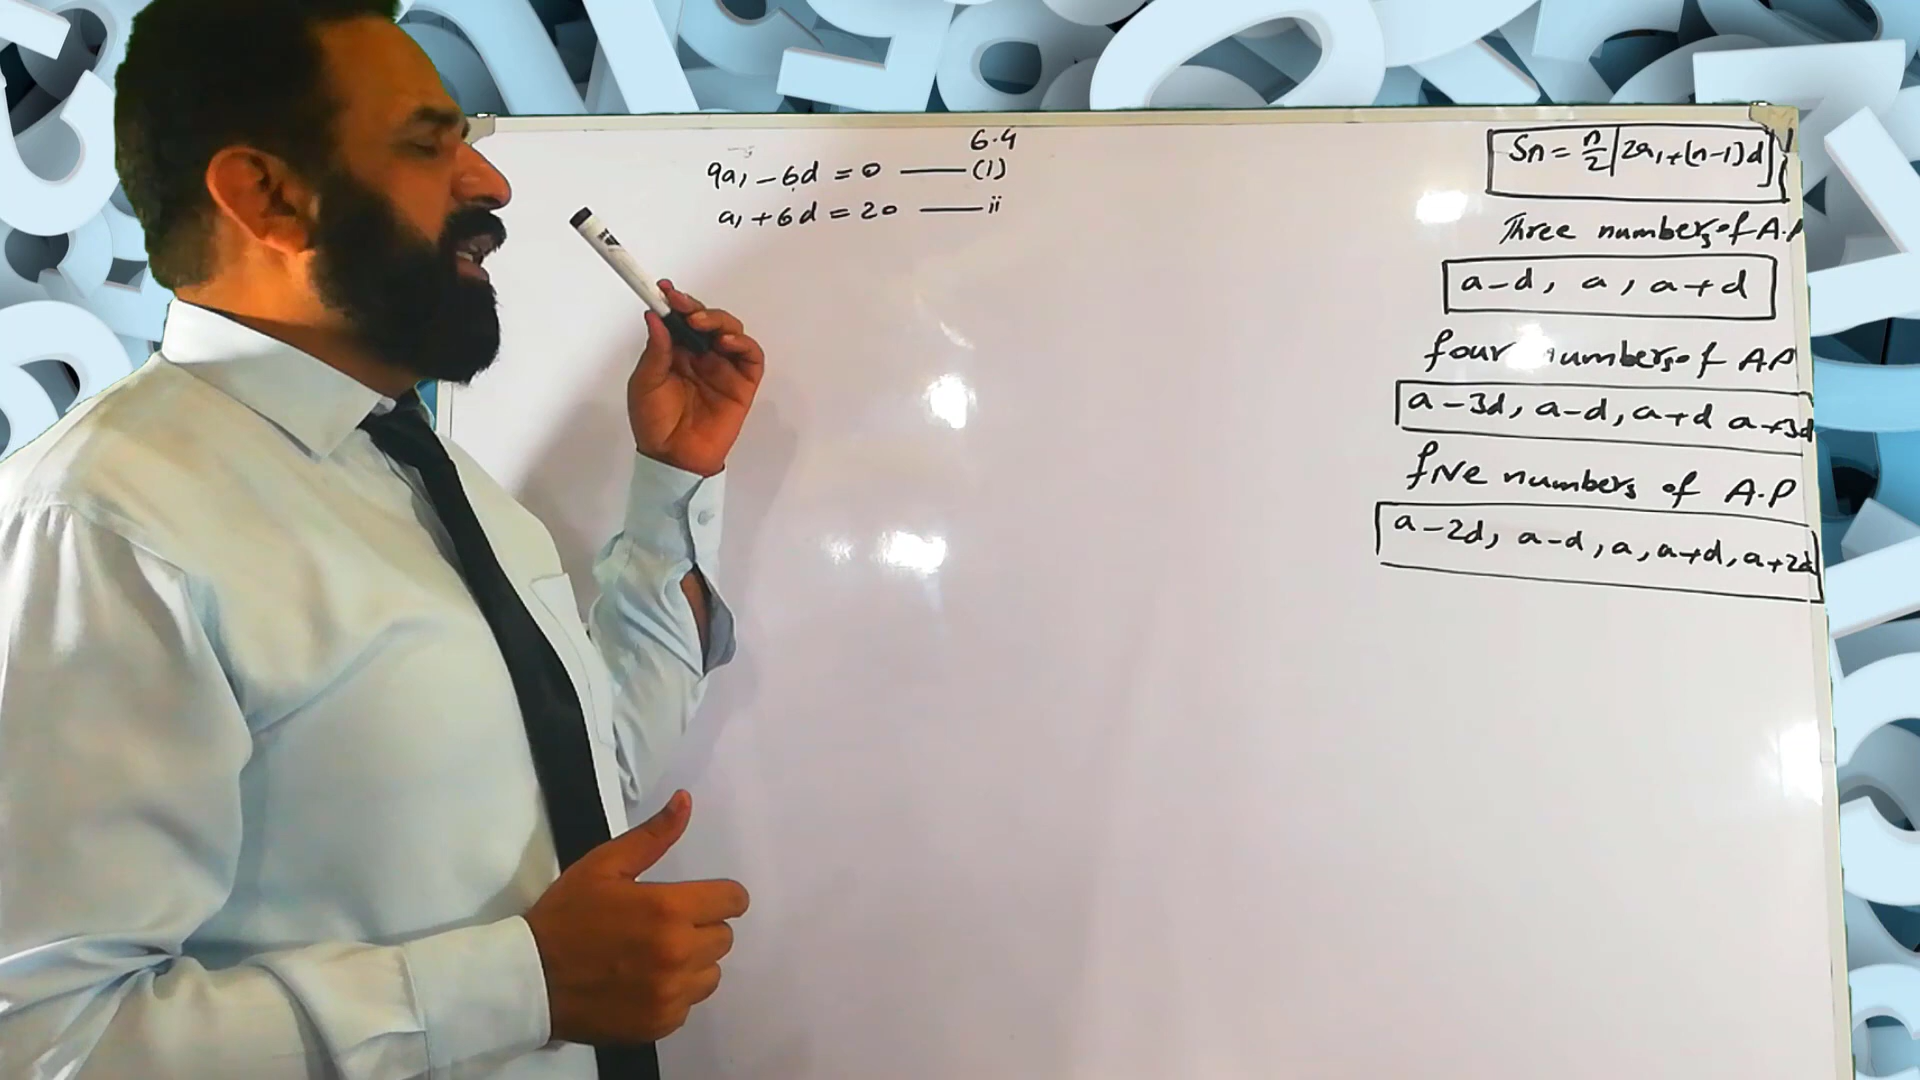 6.4
9a₁ - 6d = 0 —— (1)
a₁ + 6d = 20 —— ii
Sn = n/2 [2a₁ + (n-1)d]
Three numbers of A.P
a-d, a, a+d
four numbers of AP
a-3d, a-d, a+d a+3d
five numbers of A.P
a-2d, a-d, a, a+d, a+2d